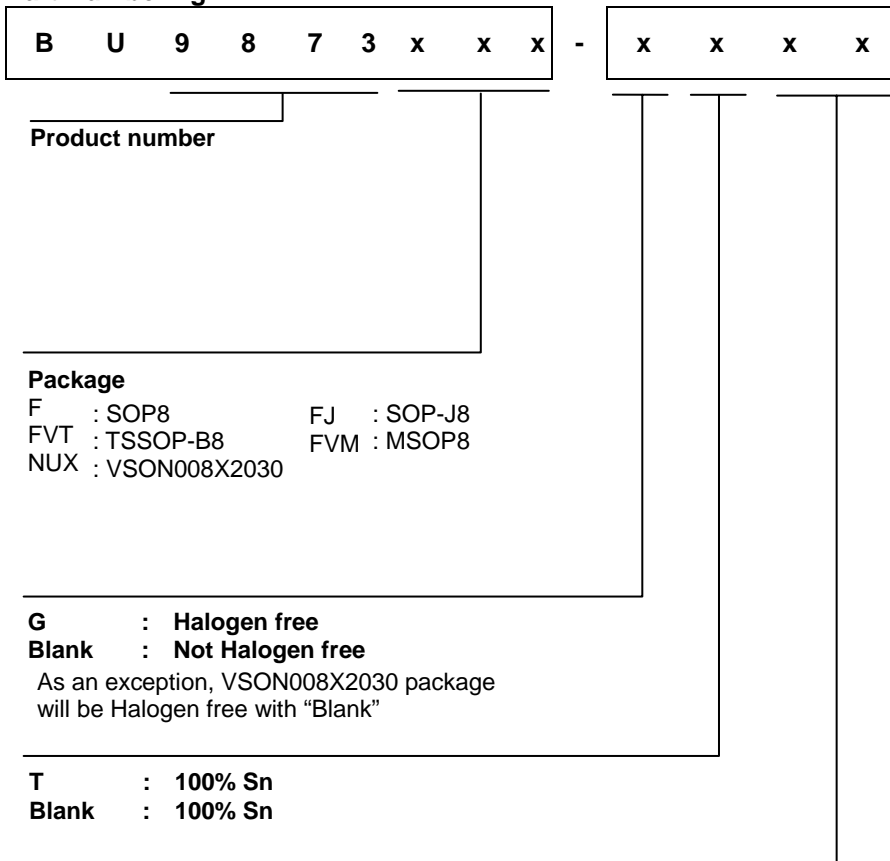 B U 9 8 7 3 x x x - x x x x
Product number
Package
F : SOP8 FJ : SOP-J8
FVT : TSSOP-B8 FVM : MSOP8
NUX : VSON008X2030
G : Halogen free
Blank : Not Halogen free
As an exception, VSON008X2030 package
will be Halogen free with “Blank”
T : 100% Sn
Blank : 100% Sn